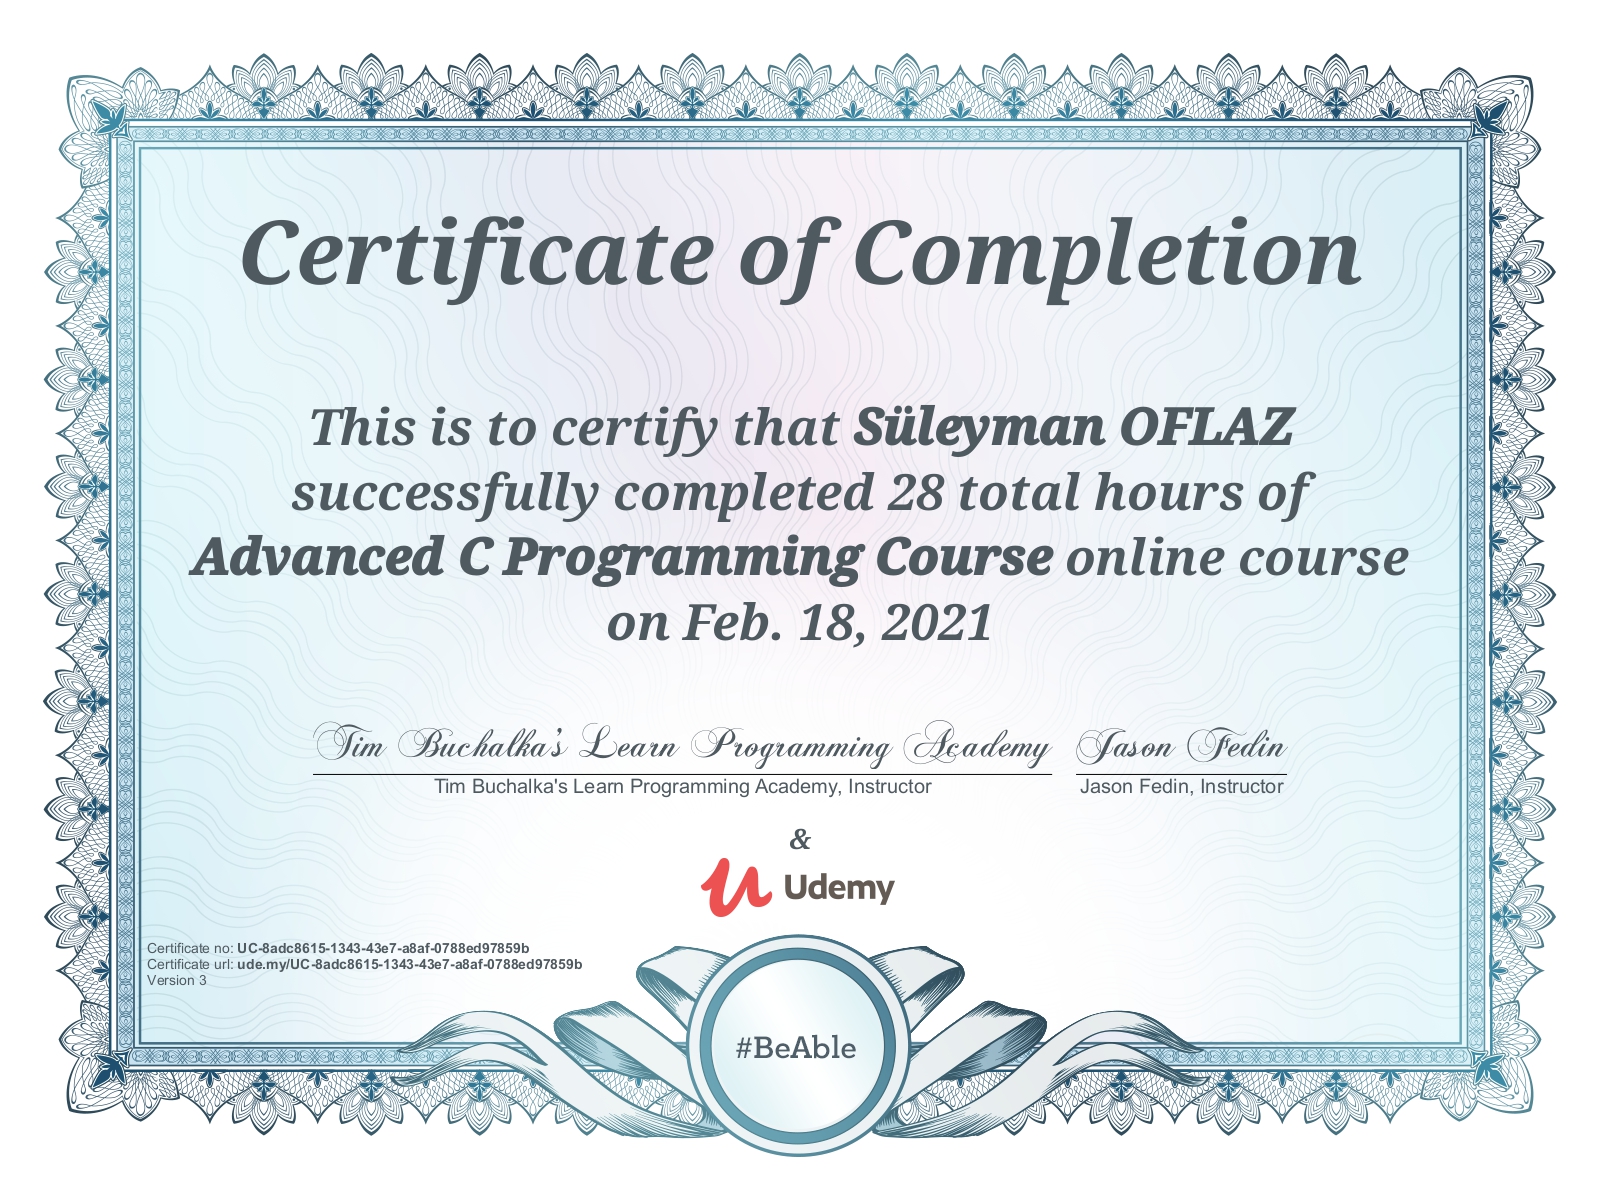 Certificate of Completion
This is to certify that Süleyman OFLAZ
successfully completed 28 total hours of
Advanced C Programming Course online course
on Feb. 18, 2021
Tim Buchalka's Learn Programming Academy Jason Fedin
Tim Buchalka's Learn Programming Academy, Instructor Jason Fedin, Instructor
&
Udemy
Certificate no: UC-8adc8615-1343-43e7-a8af-0788ed97859b
Certificate url: ude.my/UC-8adc8615-1343-43e7-a8af-0788ed97859b
Version 3
#BeAble